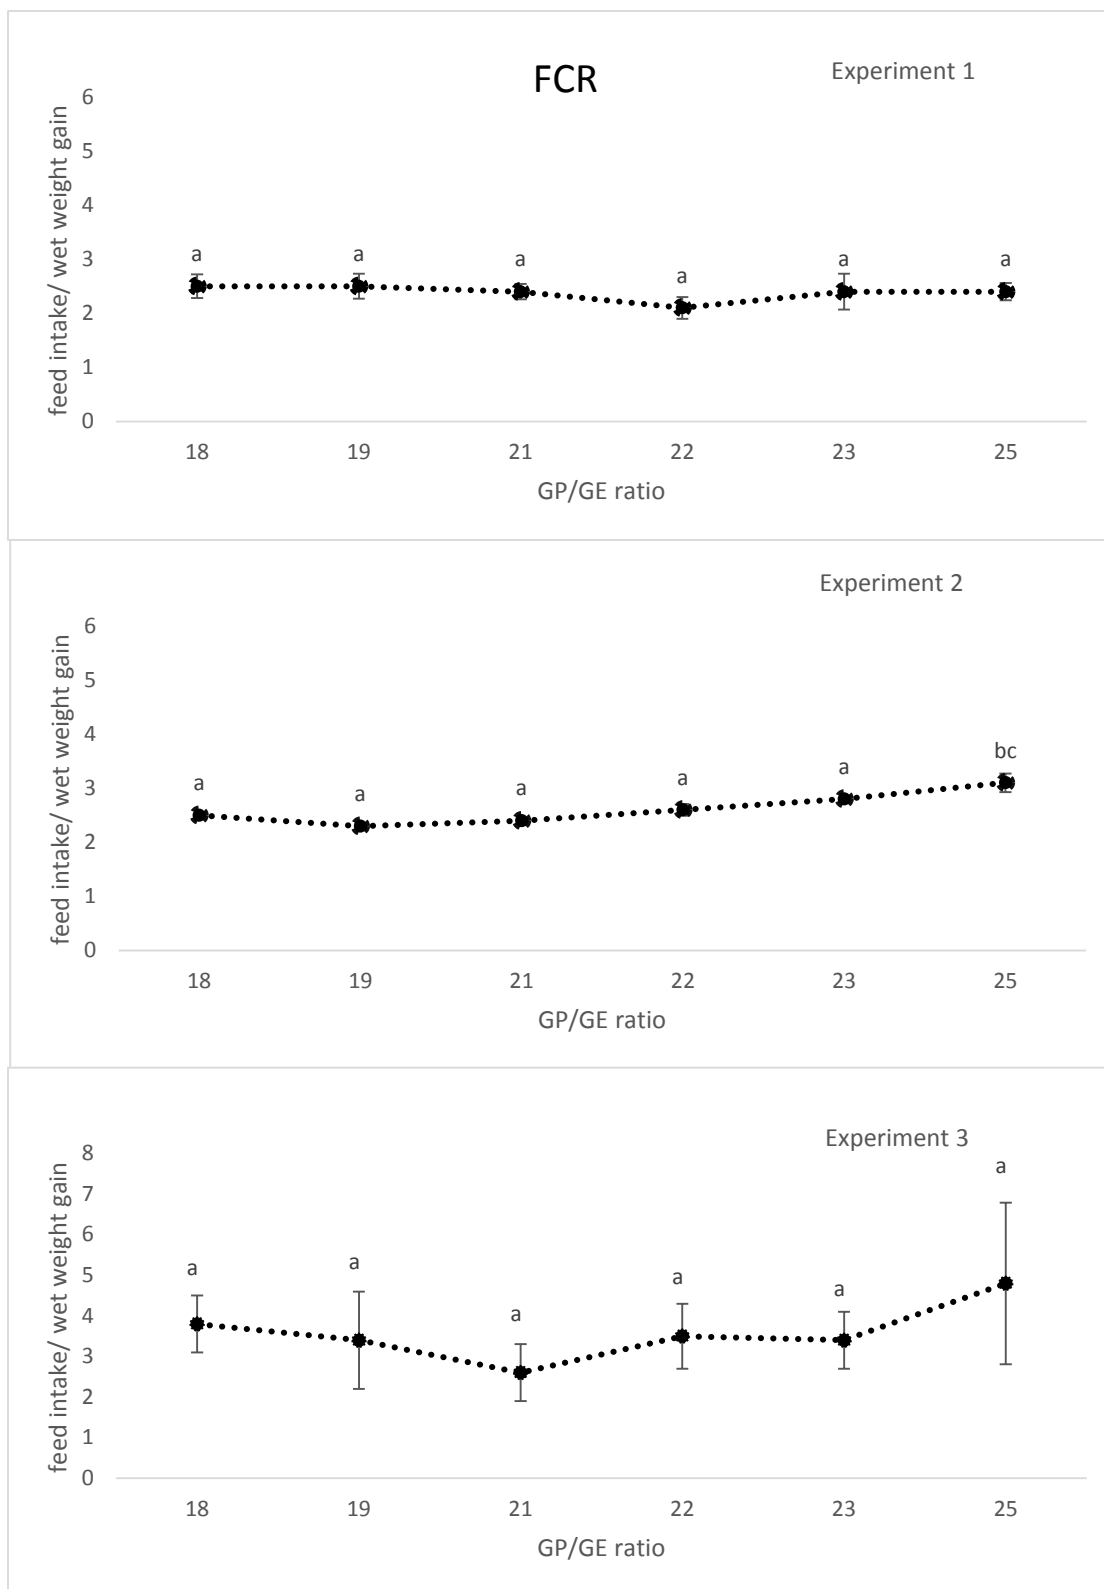 FCR
Experiment 1
feed intake/ wet weight gain
6
5
4
3
2
1
0
a a a a a a
18 19 21 22 23 25
GP/GE ratio
Experiment 2
feed intake/ wet weight gain
6
5
4
3
2
1
0
a a a a a bc
18 19 21 22 23 25
GP/GE ratio
Experiment 3
feed intake/ wet weight gain
8
7
6
5
4
3
2
1
0
a a a a a a
18 19 21 22 23 25
GP/GE ratio